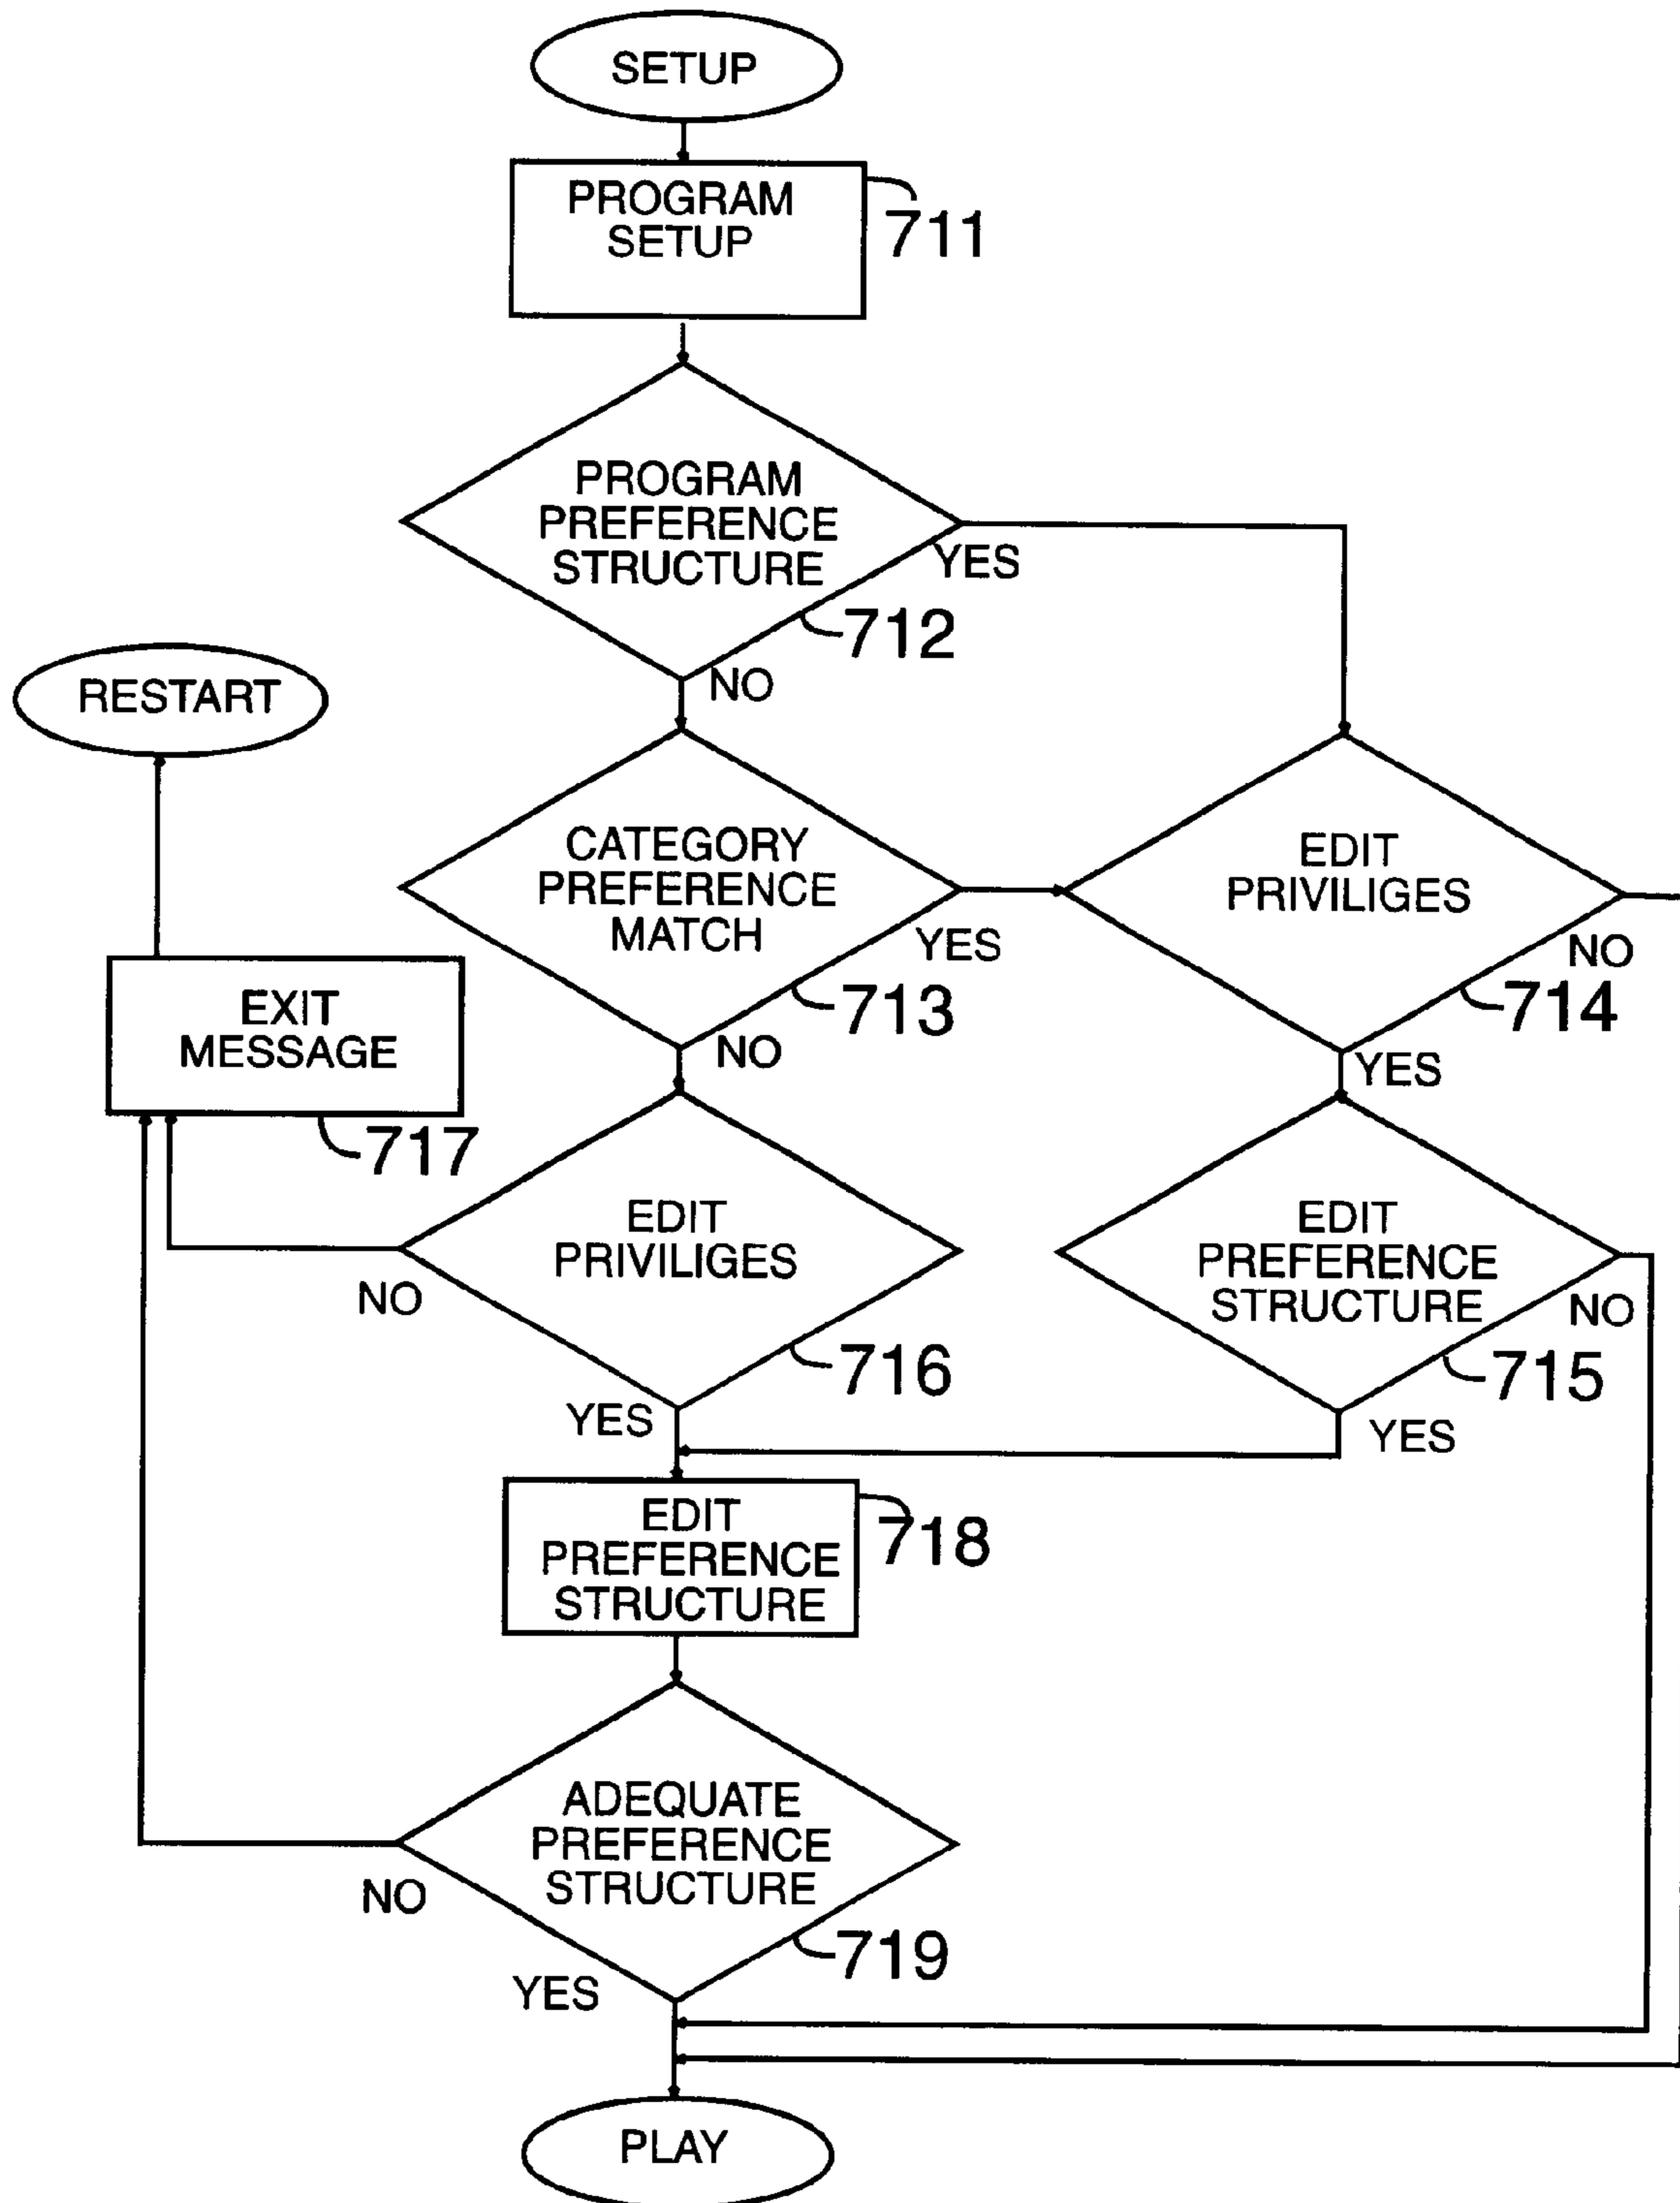 SETUP
PROGRAM
SETUP
711
PROGRAM
PREFERENCE
STRUCTURE
YES
712
NO
RESTART
CATEGORY
PREFERENCE
MATCH
YES
713
NO
EDIT
PRIVILIGES
NO
714
YES
EXIT
MESSAGE
717
EDIT
PRIVILIGES
NO
716
YES
EDIT
PREFERENCE
STRUCTURE
NO
715
YES
EDIT
PREFERENCE
STRUCTURE
718
ADEQUATE
PREFERENCE
STRUCTURE
NO
719
YES
PLAY